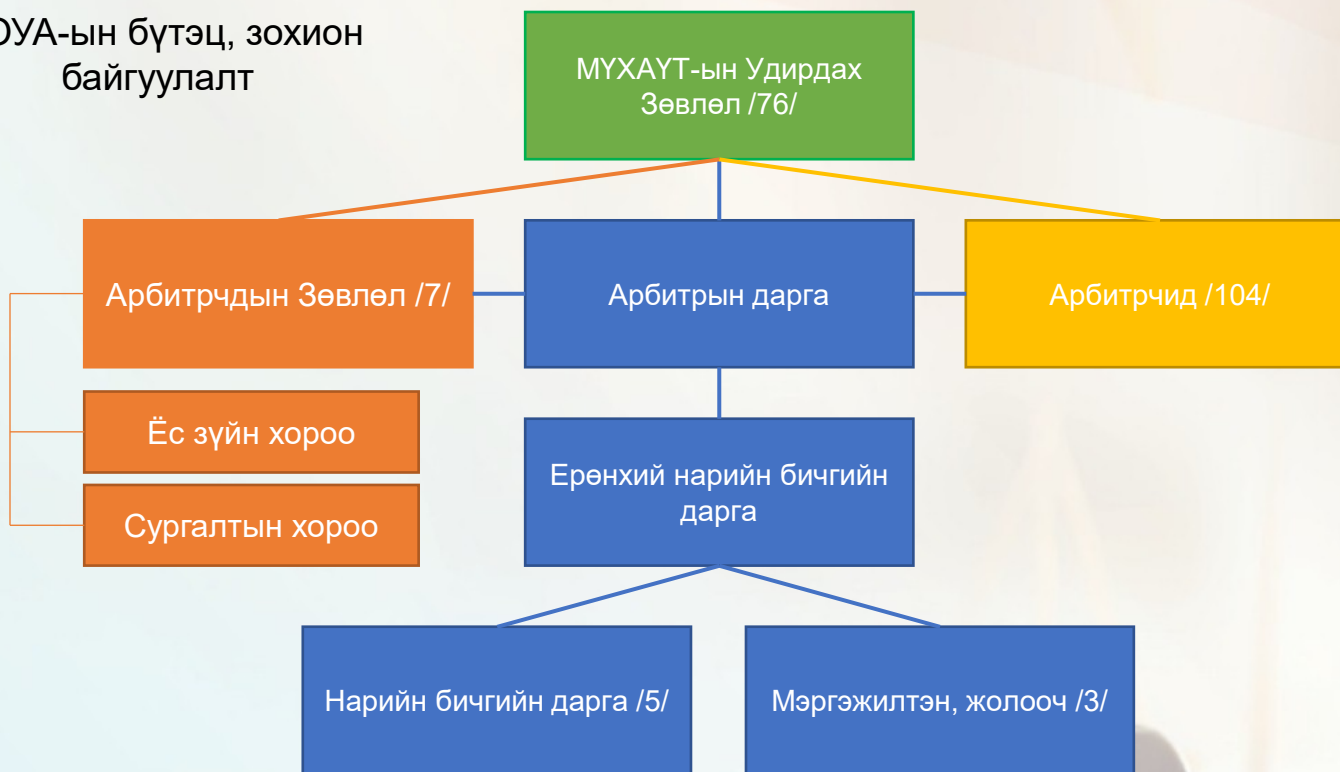 ОУА-ын бүтэц, зохион
байгуулалт
МҮХАҮТ-ын Удирдах
Зөвлөл /76/
Арбитрчдын Зөвлөл /7/
Арбитрын дарга
Арбитрчид /104/
Ёс зүйн хороо
Сургалтын хороо
Ерөнхий нарийн бичгийн
дарга
Нарийн бичгийн дарга /5/
Мэргэжилтэн, жолооч /3/